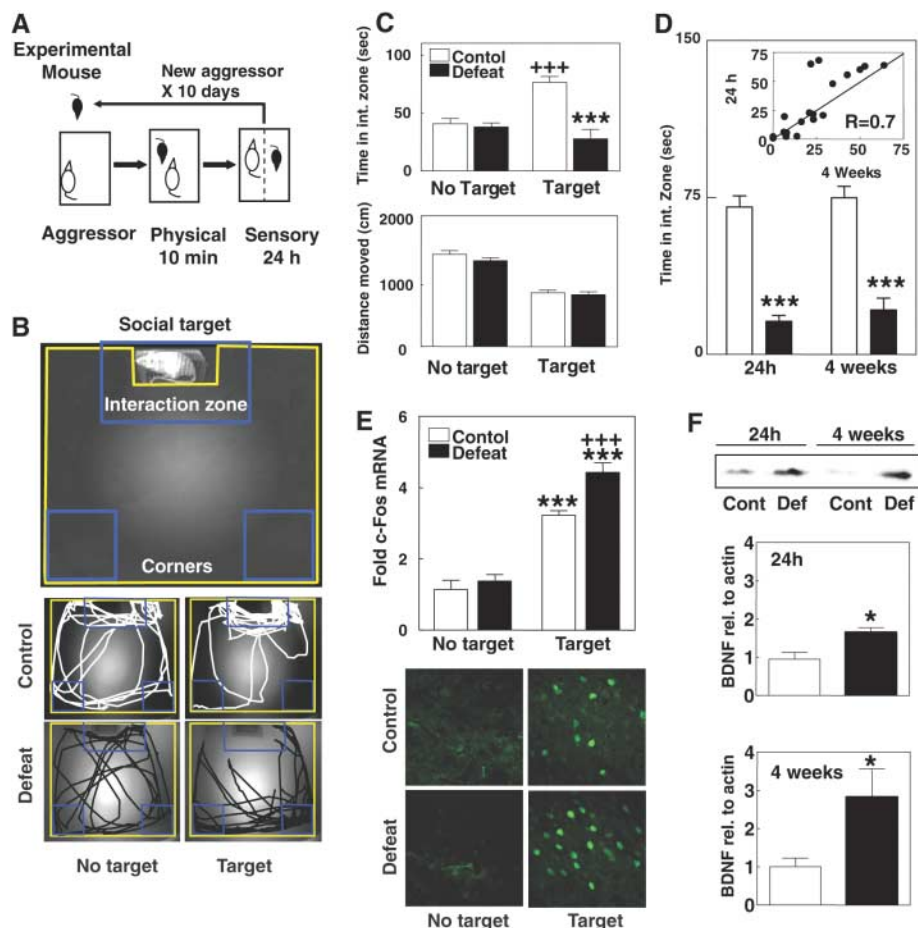 A
Experimental
Mouse
New aggressor
X 10 days
Aggressor
Physical
10 min
Sensory
24 h
B
Social target
Interaction zone
Corners
Control
Defeat
No target
Target
C
Time in int. zone (sec)
100
50
0
Contol
Defeat
+++
***
No Target
Target
Distance moved (cm)
2000
1000
0
No target
Target
D
Time in int. Zone (sec)
150
75
0
24 h
75
50
25
0
R=0.7
0
25
50
75
4 Weeks
***
***
24h
4 weeks
E
Fold c-Fos mRNA
6
4
2
0
Contol
Defeat
***
+++
***
No target
Target
Control
Defeat
No target
Target
F
24h
4 weeks
Cont Def
Cont Def
BDNF rel. to actin
4
3
2
1
0
24h
*
BDNF rel. to actin
4
3
2
1
0
4 weeks
*